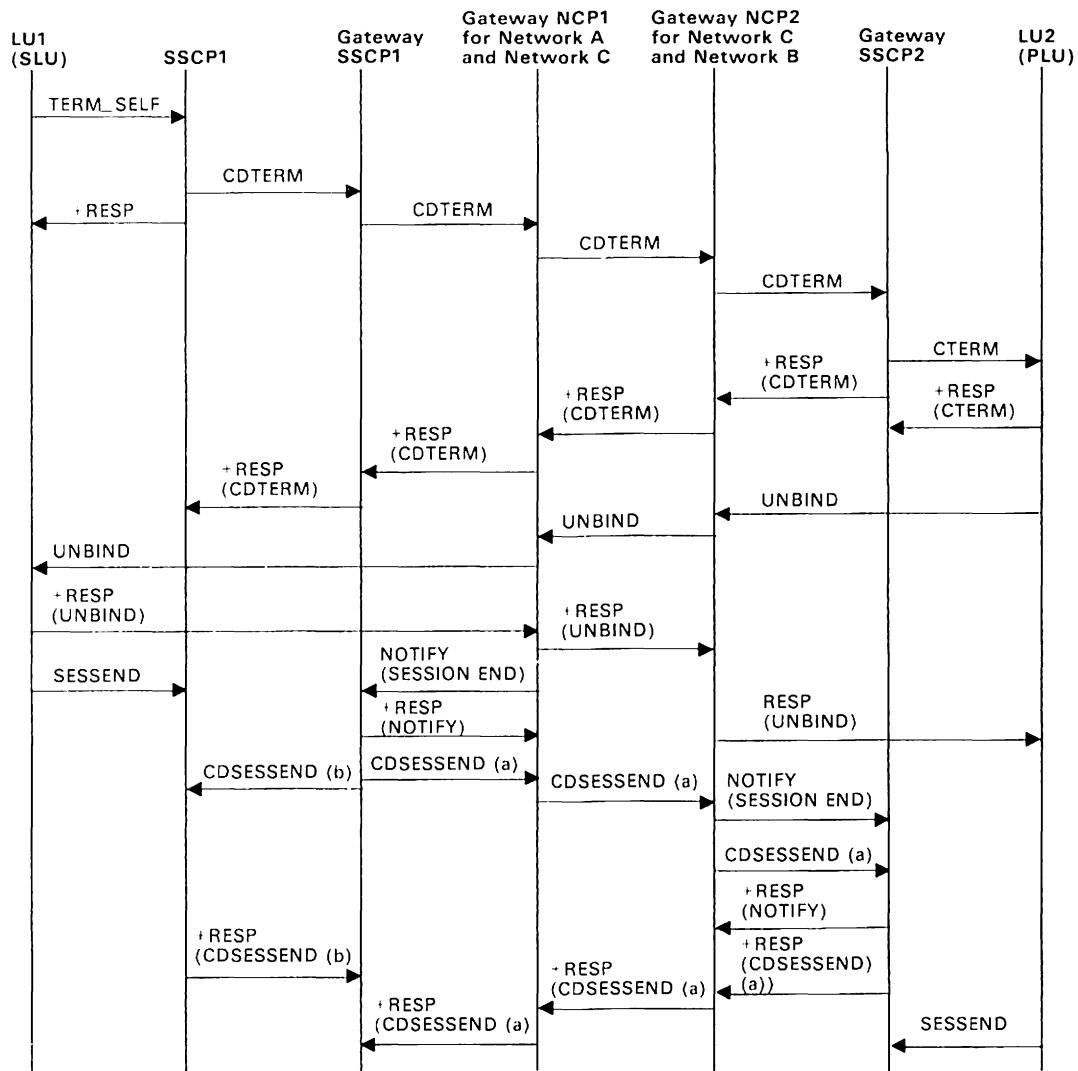 LU1
(SLU)
SSCP1
Gateway
SSCP1
Gateway NCP1
for Network A
and Network C
Gateway NCP2
for Network C
and Network B
Gateway
SSCP2
LU2
(PLU)
TERM_SELF
CDTERM
+RESP
CDTERM
CDTERM
CDTERM
CTERM
+RESP
(CDTERM)
+RESP
(CTERM)
+RESP
(CDTERM)
+RESP
(CDTERM)
+RESP
(CDTERM)
UNBIND
UNBIND
UNBIND
+RESP
(UNBIND)
+RESP
(UNBIND)
NOTIFY
(SESSION END)
SESSEND
+RESP
(NOTIFY)
RESP
(UNBIND)
CDSESSEND (b)
CDSESSEND (a)
CDSESSEND (a)
NOTIFY
(SESSION END)
CDSESSEND (a)
+RESP
(NOTIFY)
+RESP
(CDSESSEND (b)
+RESP
(CDSESSEND)
(a))
+RESP
(CDSESSEND (a)
+RESP
(CDSESSEND (a)
SESSEND